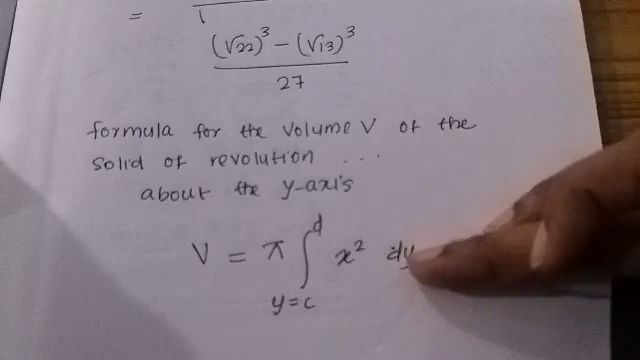 =
(√22)³ - (√13)³
27
formula for the volume V of the
solid of revolution ...
about the y-axis
V = π ∫ d x² dy
y=c